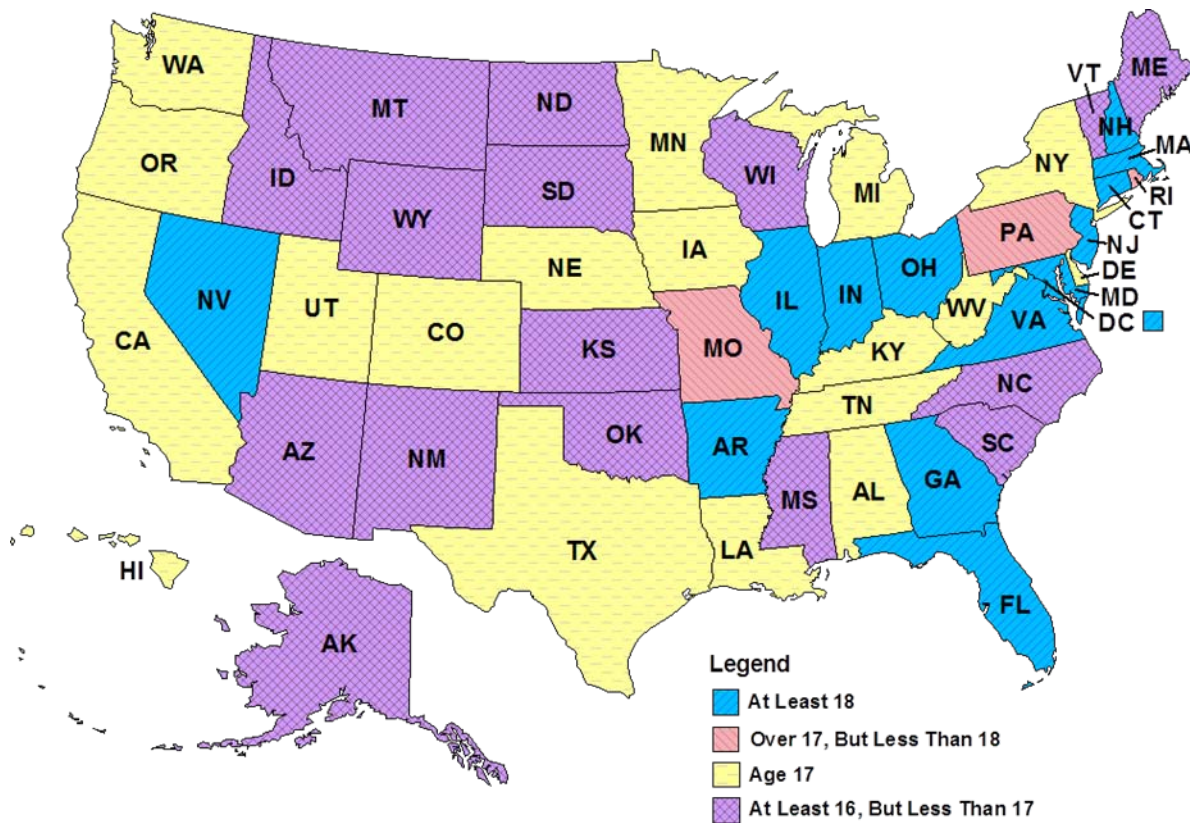 WA
MT
ND
MN
VT
ME
NH
MA
OR
ID
SD
WI
MI
NY
RI
CT
WY
IA
PA
NJ
NE
OH
DE
NV
UT
IL
IN
WV
MD
CA
CO
VA
DC
KS
MO
KY
NC
AZ
NM
OK
AR
TN
SC
MS
AL
GA
HI
TX
LA
FL
AK
Legend
At Least 18
Over 17, But Less Than 18
Age 17
At Least 16, But Less Than 17